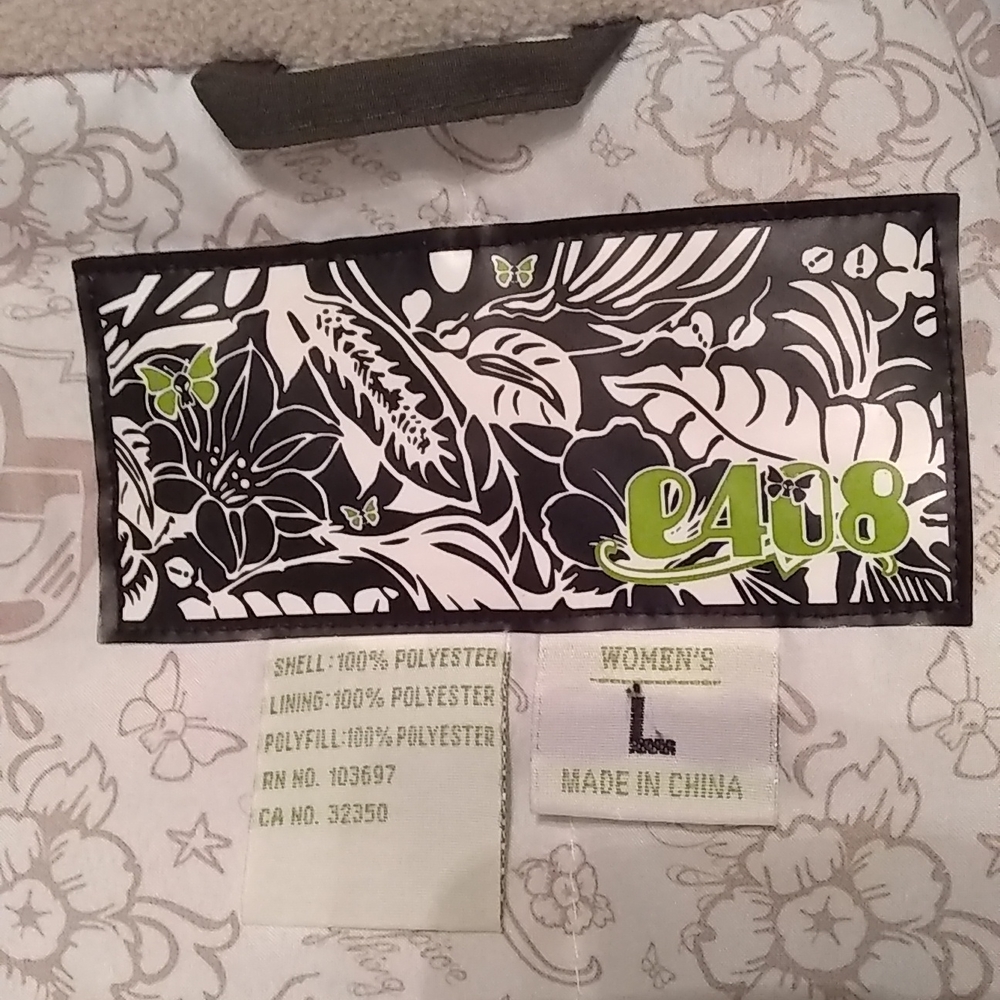 e408
SHELL:100% POLYESTER
LINING:100% POLYESTER
POLYFILL:100% POLYESTER
RN NO. 103697
CA NO. 32350
WOMEN'S
L
MADE IN CHINA